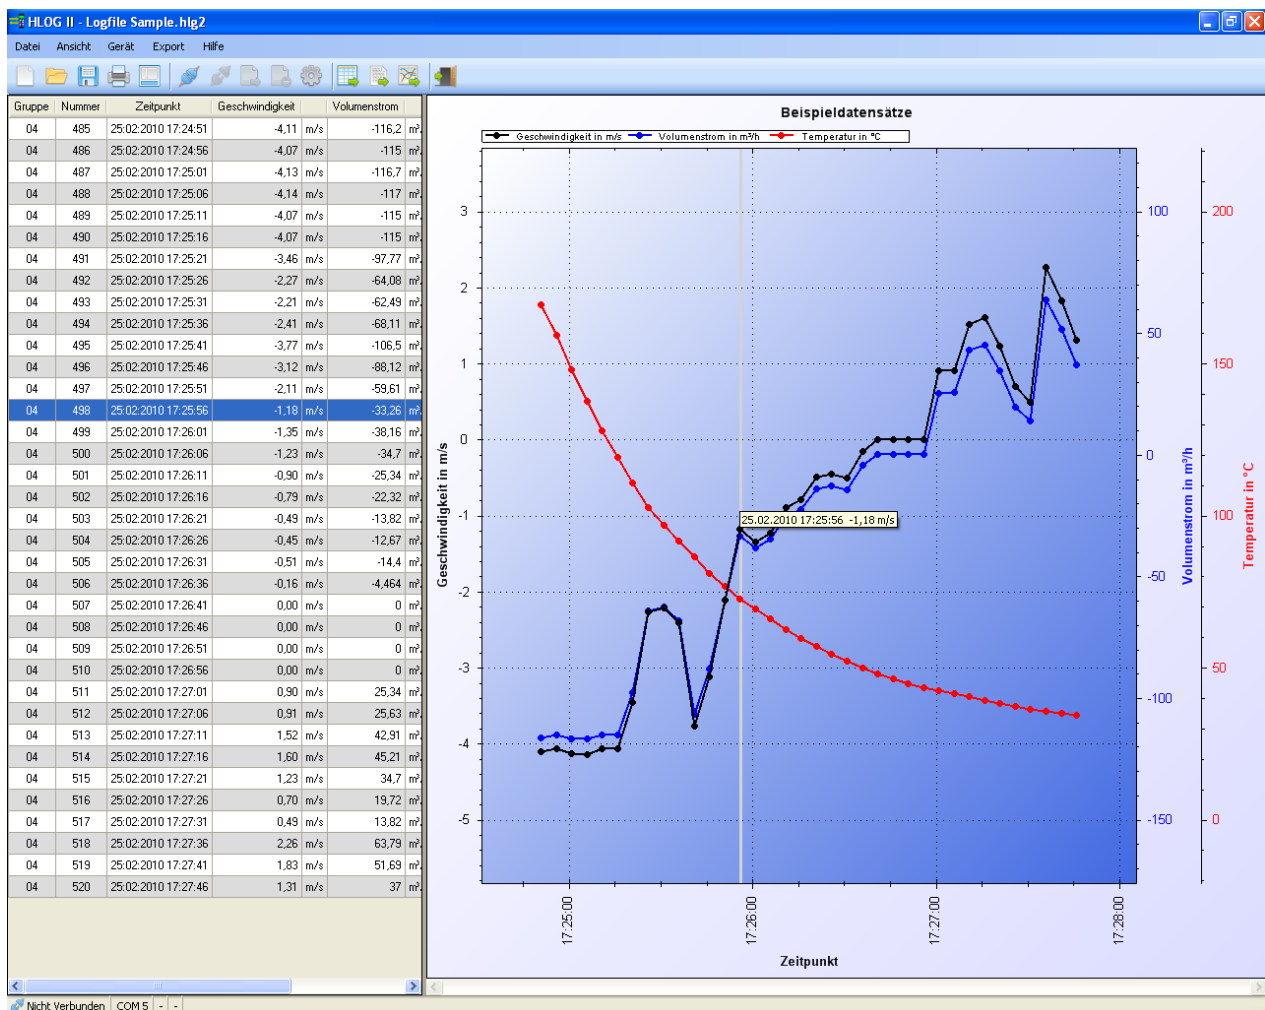 HLOG II - Logfile Sample.hlg2
Datei Ansicht Gerät Export Hilfe
Gruppe Nummer Zeitpunkt Geschwindigkeit Volumenstrom
04 485 25:02:2010 17:24:51 -4,11 m/s -116,2 m³
04 486 25:02:2010 17:24:56 -4,07 m/s -115 m³
04 487 25:02:2010 17:25:01 -4,13 m/s -116,7 m³
04 488 25:02:2010 17:25:06 -4,14 m/s -117 m³
04 489 25:02:2010 17:25:11 -4,07 m/s -115 m³
04 490 25:02:2010 17:25:16 -4,07 m/s -115 m³
04 491 25:02:2010 17:25:21 -3,46 m/s -97,77 m³
04 492 25:02:2010 17:25:26 -2,27 m/s -64,08 m³
04 493 25:02:2010 17:25:31 -2,21 m/s -62,49 m³
04 494 25:02:2010 17:25:36 -2,41 m/s -68,11 m³
04 495 25:02:2010 17:25:41 -3,77 m/s -106,5 m³
04 496 25:02:2010 17:25:46 -3,12 m/s -88,12 m³
04 497 25:02:2010 17:25:51 -2,11 m/s -59,61 m³
04 498 25:02:2010 17:25:56 -1,18 m/s -33,26 m³
04 499 25:02:2010 17:26:01 -1,35 m/s -38,16 m³
04 500 25:02:2010 17:26:06 -1,23 m/s -34,7 m³
04 501 25:02:2010 17:26:11 -0,90 m/s -25,34 m³
04 502 25:02:2010 17:26:16 -0,79 m/s -22,32 m³
04 503 25:02:2010 17:26:21 -0,49 m/s -13,82 m³
04 504 25:02:2010 17:26:26 -0,45 m/s -12,67 m³
04 505 25:02:2010 17:26:31 -0,51 m/s -14,4 m³
04 506 25:02:2010 17:26:36 -0,16 m/s -4,464 m³
04 507 25:02:2010 17:26:41 0,00 m/s 0 m³
04 508 25:02:2010 17:26:46 0,00 m/s 0 m³
04 509 25:02:2010 17:26:51 0,00 m/s 0 m³
04 510 25:02:2010 17:26:56 0,00 m/s 0 m³
04 511 25:02:2010 17:27:01 0,90 m/s 25,34 m³
04 512 25:02:2010 17:27:06 0,91 m/s 25,63 m³
04 513 25:02:2010 17:27:11 1,52 m/s 42,91 m³
04 514 25:02:2010 17:27:16 1,60 m/s 45,21 m³
04 515 25:02:2010 17:27:21 1,23 m/s 34,7 m³
04 516 25:02:2010 17:27:26 0,70 m/s 19,72 m³
04 517 25:02:2010 17:27:31 0,49 m/s 13,82 m³
04 518 25:02:2010 17:27:36 2,26 m/s 63,79 m³
04 519 25:02:2010 17:27:41 1,83 m/s 51,69 m³
04 520 25:02:2010 17:27:46 1,31 m/s 37 m³
Beispieldatensätze
Geschwindigkeit in m/s Volumenstrom in m³/h Temperatur in °C
Geschwindigkeit in m/s
3
2
1
0
-1
-2
-3
-4
-5
25.02.2010 17:25:56 -1,18 m/s
100
50
0
-50
-100
-150
Volumenstrom in m³/h
200
150
100
50
0
Temperatur in °C
17:25:00
17:26:00
17:27:00
17:28:00
Zeitpunkt
Nicht Verbunden COM 5 - -